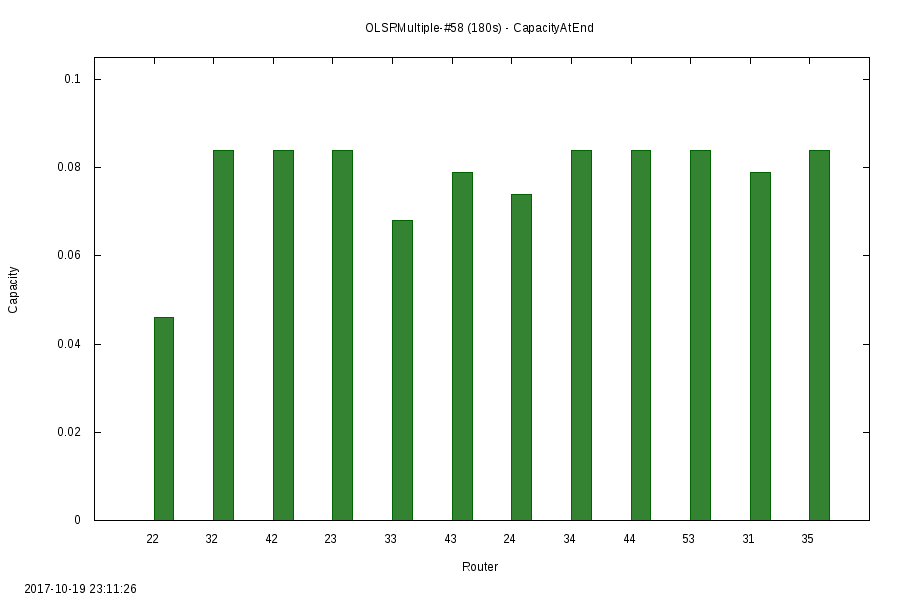 OLSRMultiple-#58 (180s) - CapacityAtEnd
0.1
0.08
0.06
0.04
0.02
0
Capacity
22 32 42 23 33 43 24 34 44 53 31 35
Router
2017-10-19 23:11:26